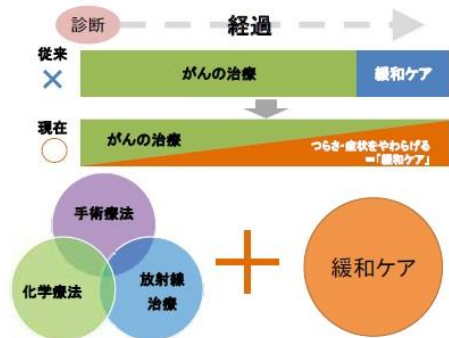 診断
経過
従来
×
がんの治療
緩和ケア
現在
○
がんの治療
つらさ・症状をやわらげる
=「緩和ケア」
手術療法
化学療法
放射線
治療
+
緩和ケア